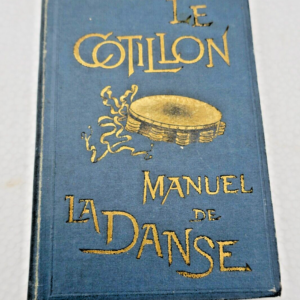 LE
COTILLON
MANUEL
DE
LA DANSE